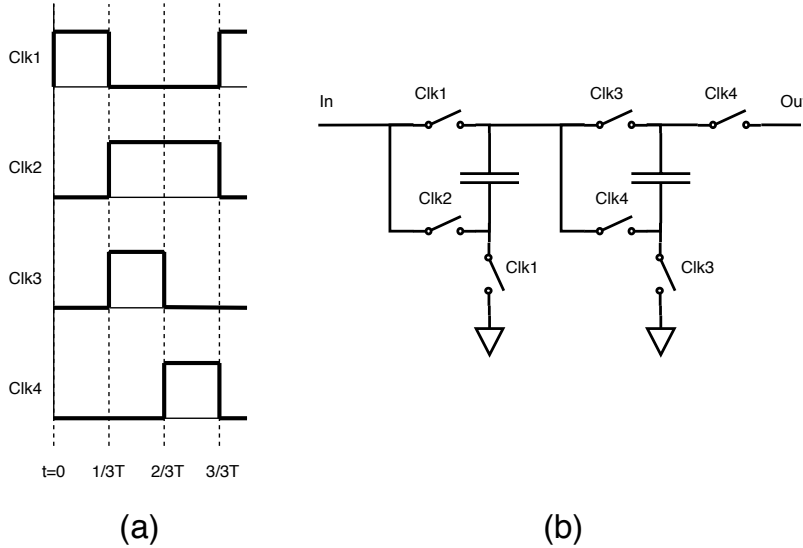 Clk1
Clk2
Clk3
Clk4
t=0 1/3T 2/3T 3/3T
(a)
In Clk1 Clk3 Clk4 Ou
Clk2 Clk4
Clk1 Clk3
(b)